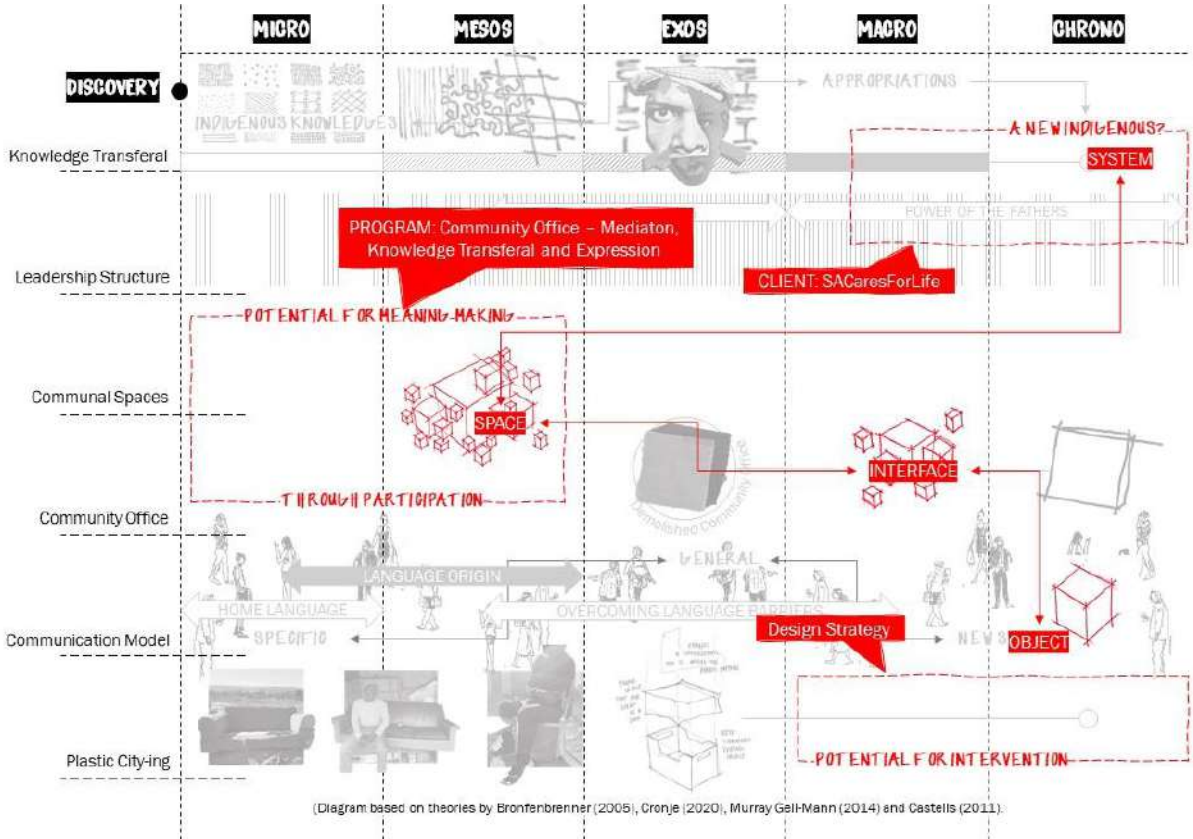 MICRO
MESOS
EXOS
MACRO
CHRONO
DISCOVERY
INDIGENOUS KNOWLEDGES
APPROPRIATIONS
A NEW INDIGENOUS?
Knowledge Transferal
SYSTEM
POWER OF THE FATHERS
PROGRAM: Community Office – Mediaton,
Knowledge Transferal and Expression
Leadership Structure
CLIENT: SACaresForLife
POTENTIAL FOR MEANING-MAKING
Communal Spaces
SPACE
INTERFACE
THROUGH PARTICIPATION
Demolished Community Office
Community Office
GENERAL
LANGUAGE ORIGIN
HOME LANGUAGE
OVERCOMING LANGUAGE BARRIERS
Communication Model
SPECIFIC
Design Strategy
NEWS
OBJECT
Plastic City-ing
POTENTIAL FOR INTERVENTION
(Diagram based on theories by Bronfenbrenner (2005), Cronje (2020), Murray Gell-Mann (2014) and Castells (2011).